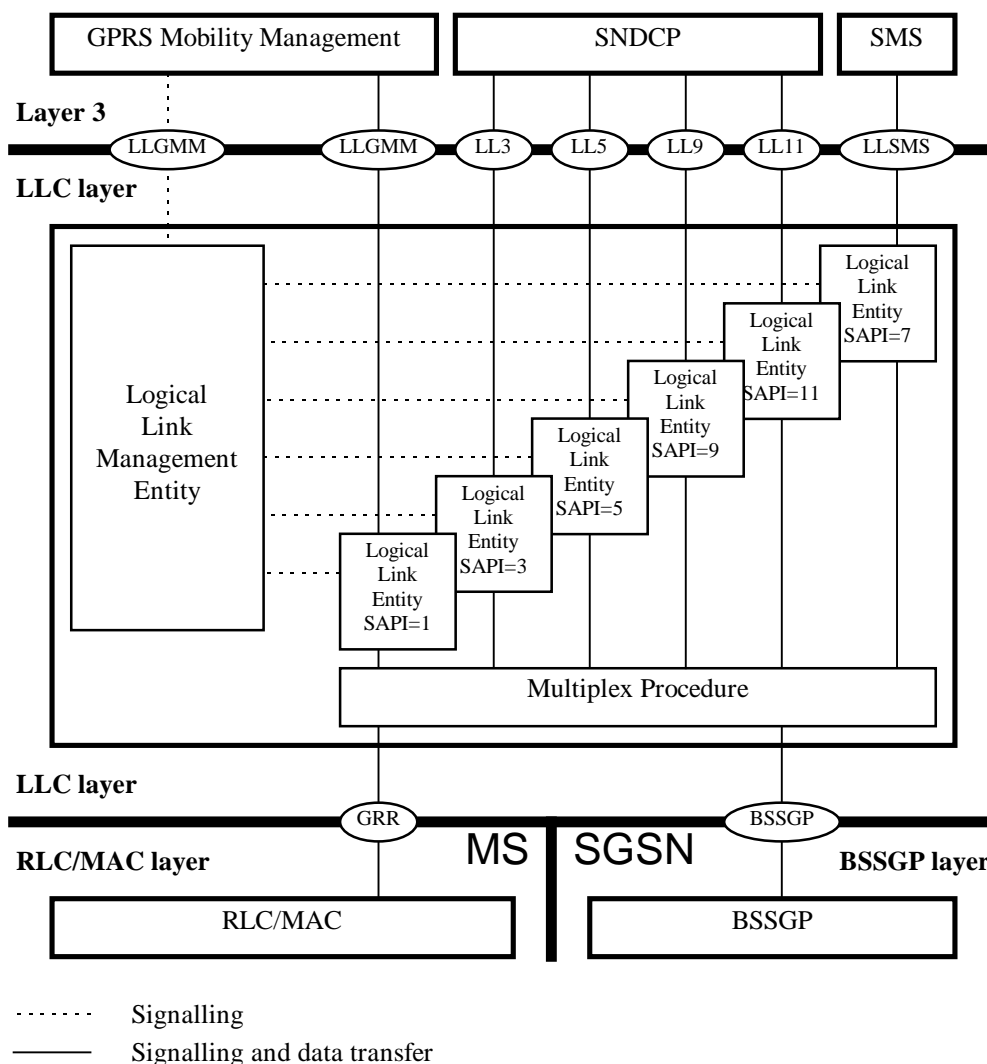 GPRS Mobility Management
SNDCP
SMS
Layer 3
LLGMM
LLGMM
LL3
LL5
LL9
LL11
LLSMS
LLC layer
Logical
Link
Entity
SAPI=7
Logical
Link
Entity
SAPI=11
Logical
Link
Entity
SAPI=9
Logical
Link
Entity
SAPI=5
Logical
Link
Entity
SAPI=3
Logical
Link
Entity
SAPI=1
Logical
Link
Management
Entity
Multiplex Procedure
LLC layer
GRR
BSSGP
MS
SGSN
RLC/MAC layer
BSSGP layer
RLC/MAC
BSSGP
Signalling
Signalling and data transfer